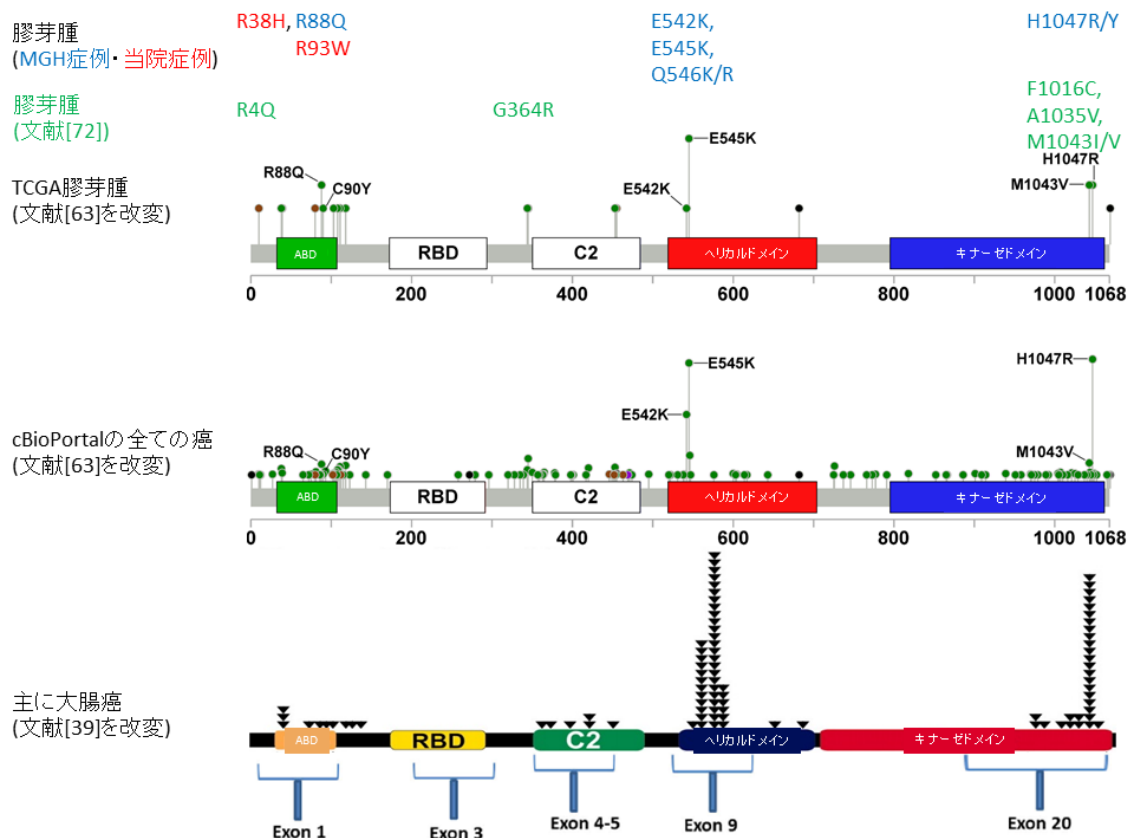 膠芽腫
(MGH症例・当院症例)
R38H, R88Q
R93W
E542K,
E545K,
Q546K/R
H1047R/Y
膠芽腫
(文献[72])
R4Q
G364R
F1016C,
A1035V,
M1043I/V
TCGA膠芽腫
(文献[63]を改変)
R88Q
C90Y
E542K
E545K
H1047R
M1043V
ABD
RBD
C2
ヘリカルドメイン
キナーゼドメイン
0 200 400 600 800 1000 1068
cBioPortalの全ての癌
(文献[63]を改変)
R88Q
C90Y
E542K
E545K
H1047R
M1043V
ABD
RBD
C2
ヘリカルドメイン
キナーゼドメイン
0 200 400 600 800 1000 1068
主に大腸癌
(文献[39]を改変)
ABD
RBD
C2
ヘリカルドメイン
キナーゼドメイン
Exon 1
Exon 3
Exon 4-5
Exon 9
Exon 20